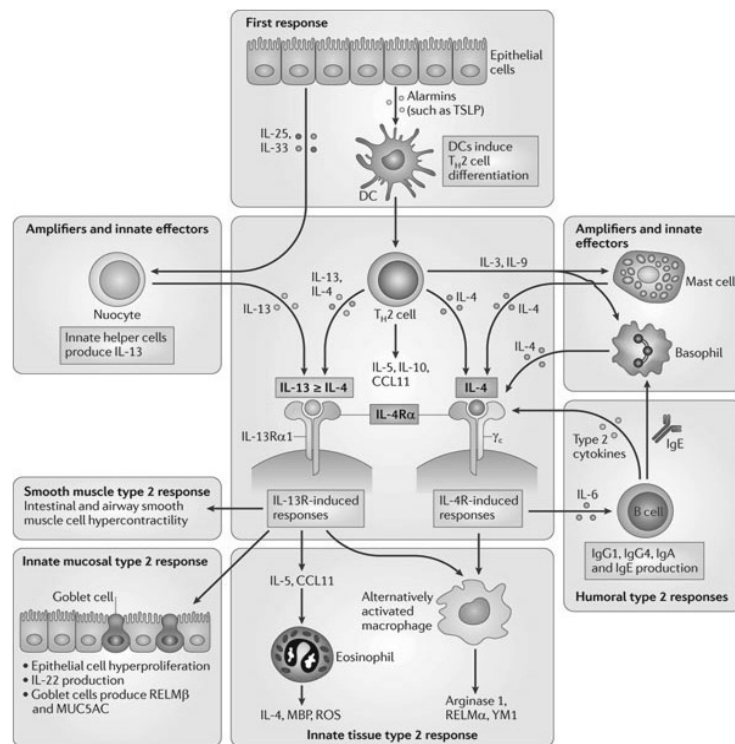 First response
Epithelial
cells
Alarmins
(such as TSLP)
IL-25,
IL-33
DC
DCs induce
TH2 cell
differentiation
Amplifiers and innate effectors
Nuocyte
Innate helper cells
produce IL-13
IL-13
IL-13,
IL-4
TH2 cell
IL-3, IL-9
IL-4
IL-4
IL-5, IL-10,
CCL11
Amplifiers and innate
effectors
Mast cell
Basophil
IL-4
IL-13 ≥ IL-4
IL-4
IL-4Rα
IL-13Rα1
γc
Type 2
cytokines
IgE
IL-13R-induced
responses
IL-4R-induced
responses
IL-6
B cell
IgG1, IgG4, IgA
and IgE production
Humoral type 2 responses
Smooth muscle type 2 response
Intestinal and airway smooth
muscle cell hypercontractility
Innate mucosal type 2 response
Goblet cell
• Epithelial cell hyperproliferation
• IL-22 production
• Goblet cells produce RELMβ
and MUC5AC
IL-5, CCL11
Eosinophil
IL-4, MBP, ROS
Alternatively
activated
macrophage
Arginase 1,
RELMα, YM1
Innate tissue type 2 response